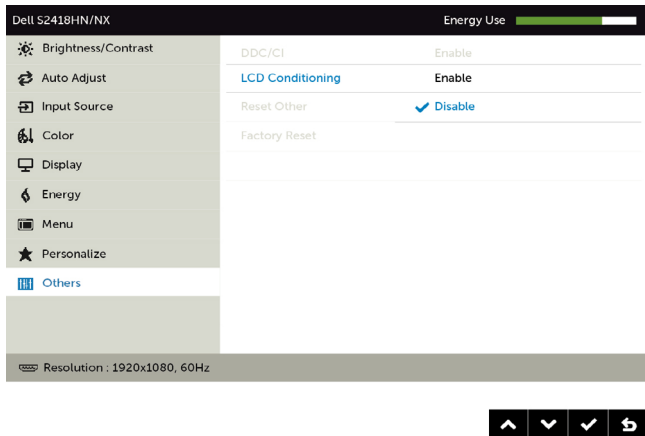 Dell S2418HN/NX Energy Use
Brightness/Contrast DDC/CI Enable
Auto Adjust LCD Conditioning Enable
Input Source Reset Other Disable
Color Factory Reset
Display
Energy
Menu
Personalize
Others
Resolution : 1920x1080, 60Hz